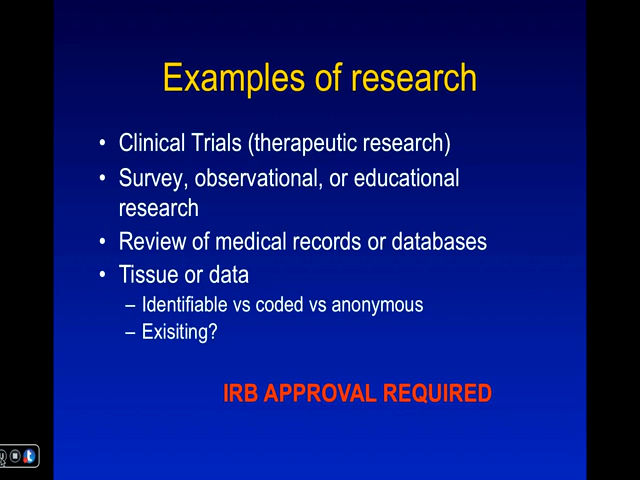 Examples of research
• Clinical Trials (therapeutic research)
• Survey, observational, or educational
research
• Review of medical records or databases
• Tissue or data
– Identifiable vs coded vs anonymous
– Exisiting?
IRB APPROVAL REQUIRED